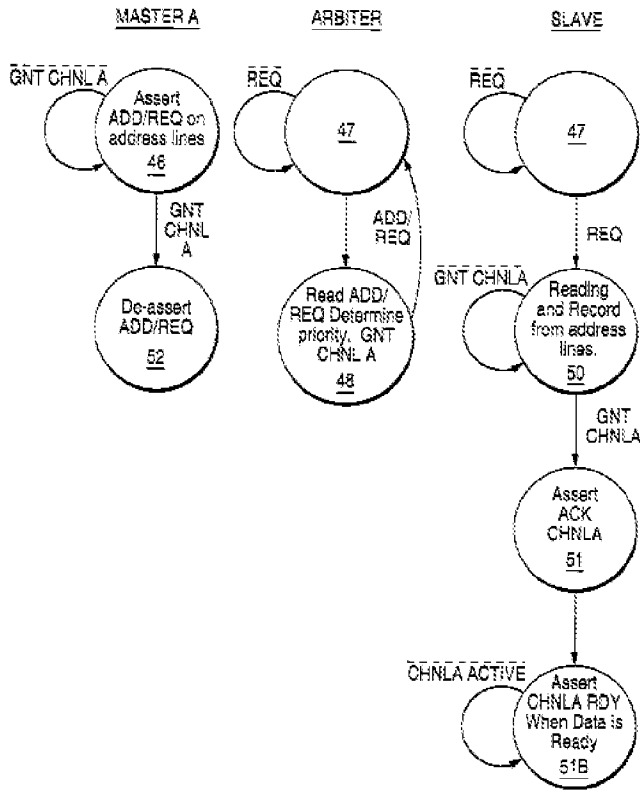 MASTER A
ARBITER
SLAVE
GNT CHNL A
Assert
ADD/REQ on
address lines
46
REQ
47
REQ
47
GNT
CHNL
A
ADD/
REQ
REQ
De-assert
ADD/REQ
52
Read ADD/
REQ Determine
priority. GNT
CHNL A
48
GNT CHNLA
Reading
and Record
from address
lines.
50
GNT
CHNLA
Assert
ACK
CHNLA
51
CHNLA ACTIVE
Assert
CHNLA RDY
When Data is
Ready
51B